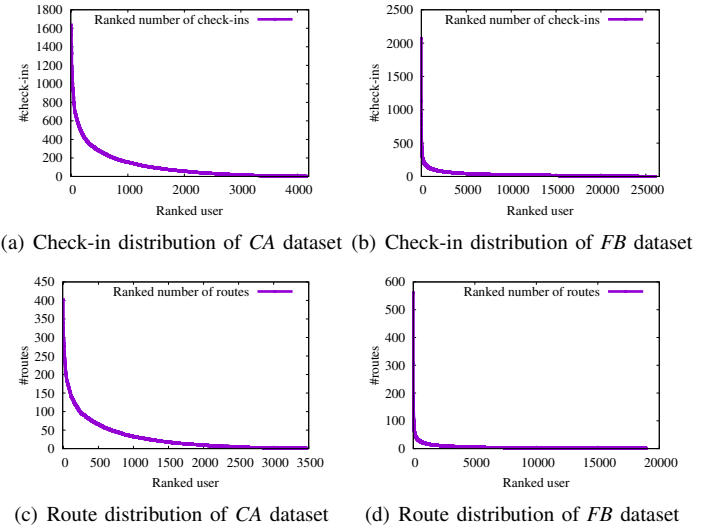 1800
1600
1400
1200
1000
800
600
400
200
0
#check-ins
Ranked number of check-ins
0 1000 2000 3000 4000
Ranked user
2500
2000
1500
1000
500
0
#check-ins
Ranked number of check-ins
0 5000 10000 15000 20000 25000
Ranked user
(a) Check-in distribution of CA dataset (b) Check-in distribution of FB dataset
450
400
350
300
250
200
150
100
50
0
#routes
Ranked number of routes
0 500 1000 1500 2000 2500 3000 3500
Ranked user
600
500
400
300
200
100
0
#routes
Ranked number of routes
0 5000 10000 15000 20000
Ranked user
(c) Route distribution of CA dataset (d) Route distribution of FB dataset